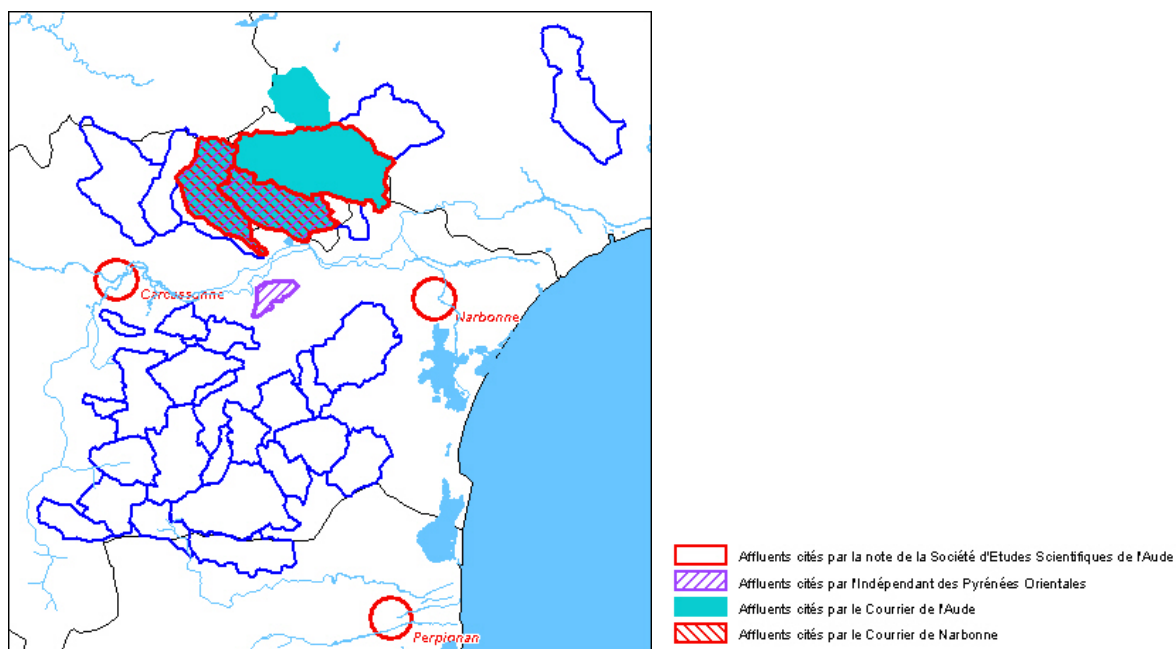 Carcassonne
Narbonne
Perpionan
Affluents cités par la note de la Société d'Etudes Scientifiques de l'Aude
Affluents cités par l'Indépendant des Pyrénées Orientales
Affluents cités par le Courrier de l'Aude
Affluents cités par le Courrier de Narbonne